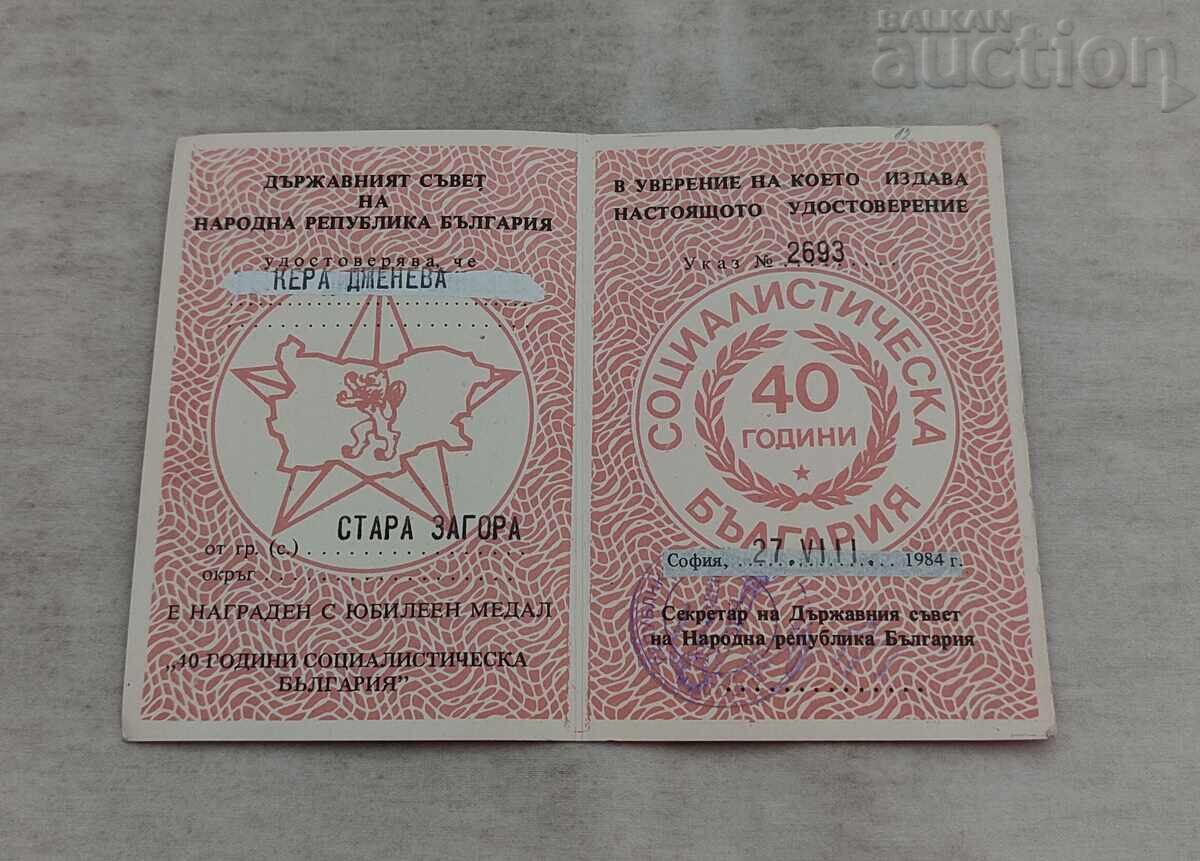 BALKAN
auction
ДЪРЖАВНИЯТ СЪВЕТ
НА
НАРОДНА РЕПУБЛИКА БЪЛГАРИЯ
удостоверява, че
КЕРА ДЖЕНЕВА
СТАРА ЗАГОРА
от гр. (с.)
окръг
Е НАГРАДЕН С ЮБИЛЕЕН МЕДАЛ
„40 ГОДИНИ СОЦИАЛИСТИЧЕСКА
БЪЛГАРИЯ"
12
В УВЕРЕНИЕ НА КОЕТО ИЗДАВА
НАСТОЯЩОТО УДОСТОВЕРЕНИЕ
Указ № 2693
СОЦИАЛИСТИЧЕСКА
40
ГОДИНИ
БЪЛГАРИЯ
София, 27 VIII 1984 г.
Секретар на Държавния съвет
на Народна република България